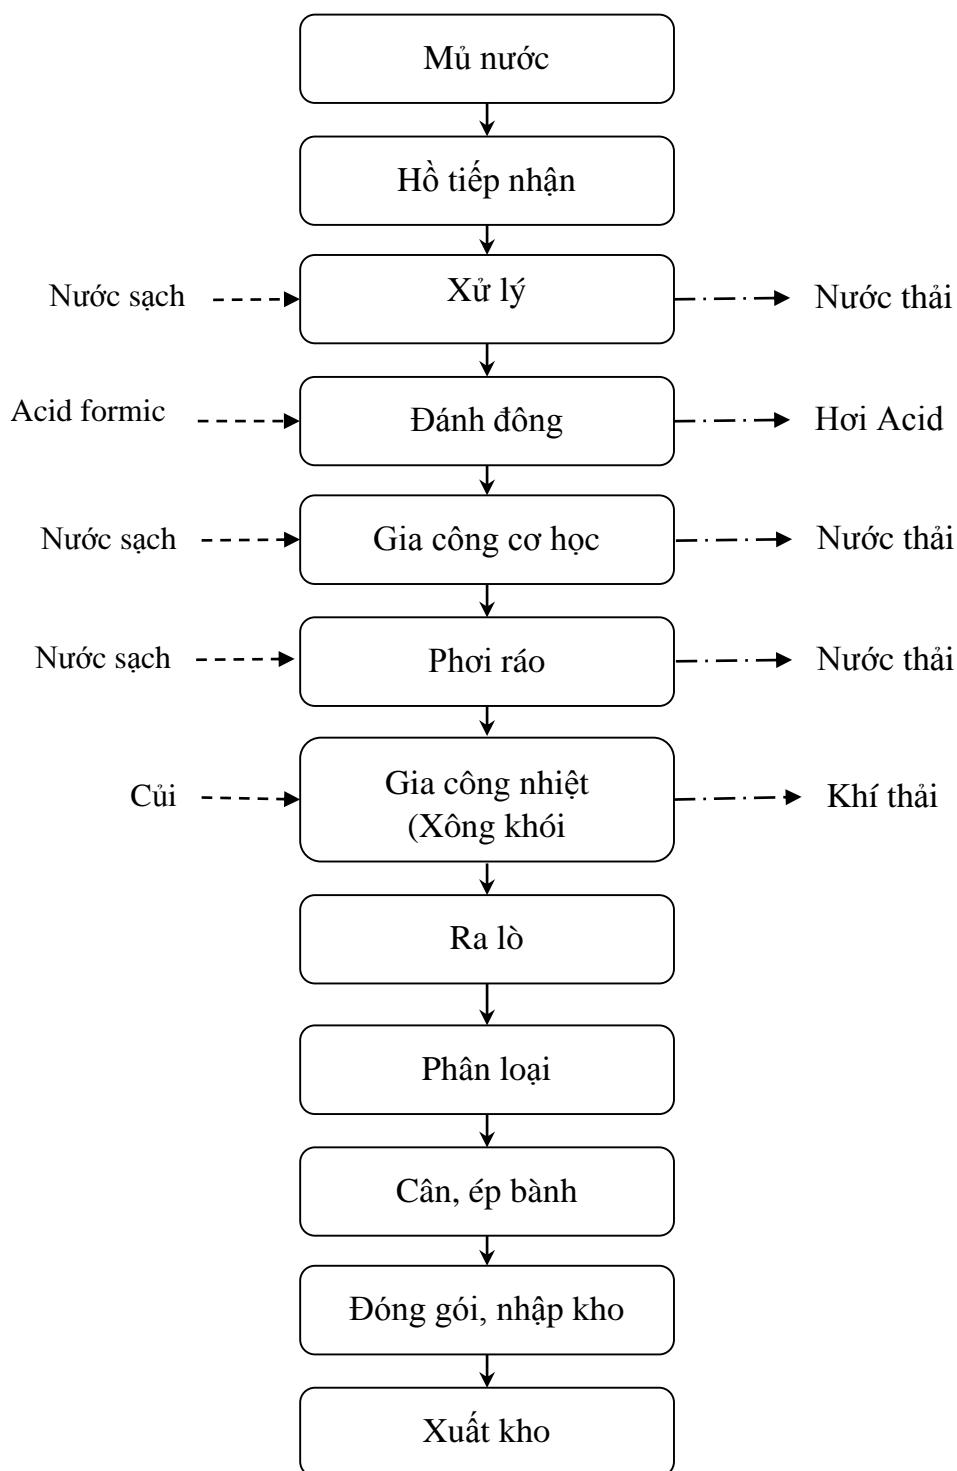 Mủ nước
Hồ tiếp nhận
Nước sạch
Xử lý
Nước thải
Acid formic
Đánh đông
Hơi Acid
Nước sạch
Gia công cơ học
Nước thải
Nước sạch
Phơi ráo
Nước thải
Củi
Gia công nhiệt
(Xông khói
Khí thải
Ra lò
Phân loại
Cân, ép bành
Đóng gói, nhập kho
Xuất kho